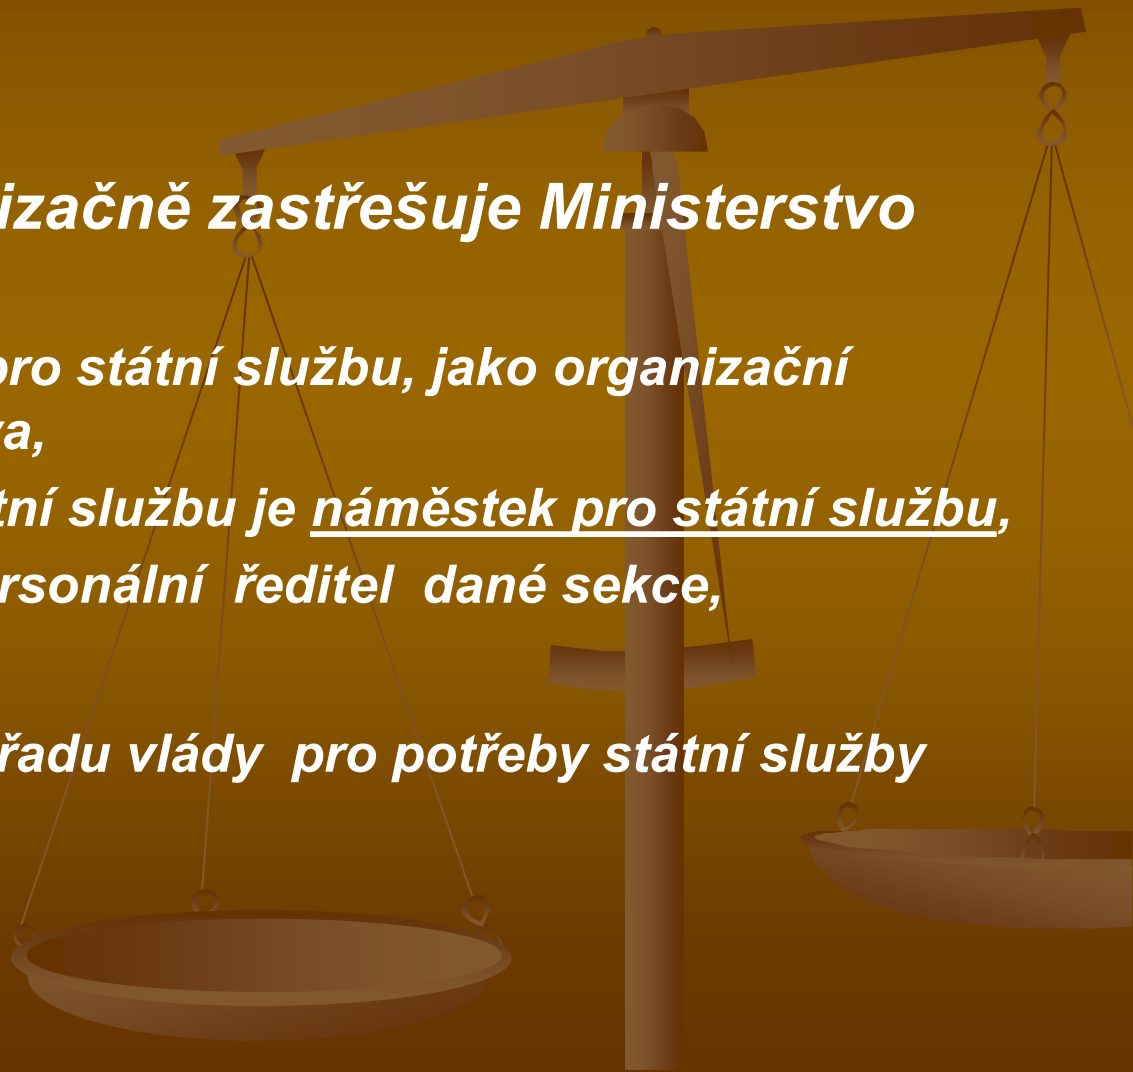 izačně zastřešuje Ministerstvo
pro státní službu, jako organizační
va,
tní službu je náměstek pro státní službu,
rsonální ředitel dané sekce,
řadu vlády pro potřeby státní služby